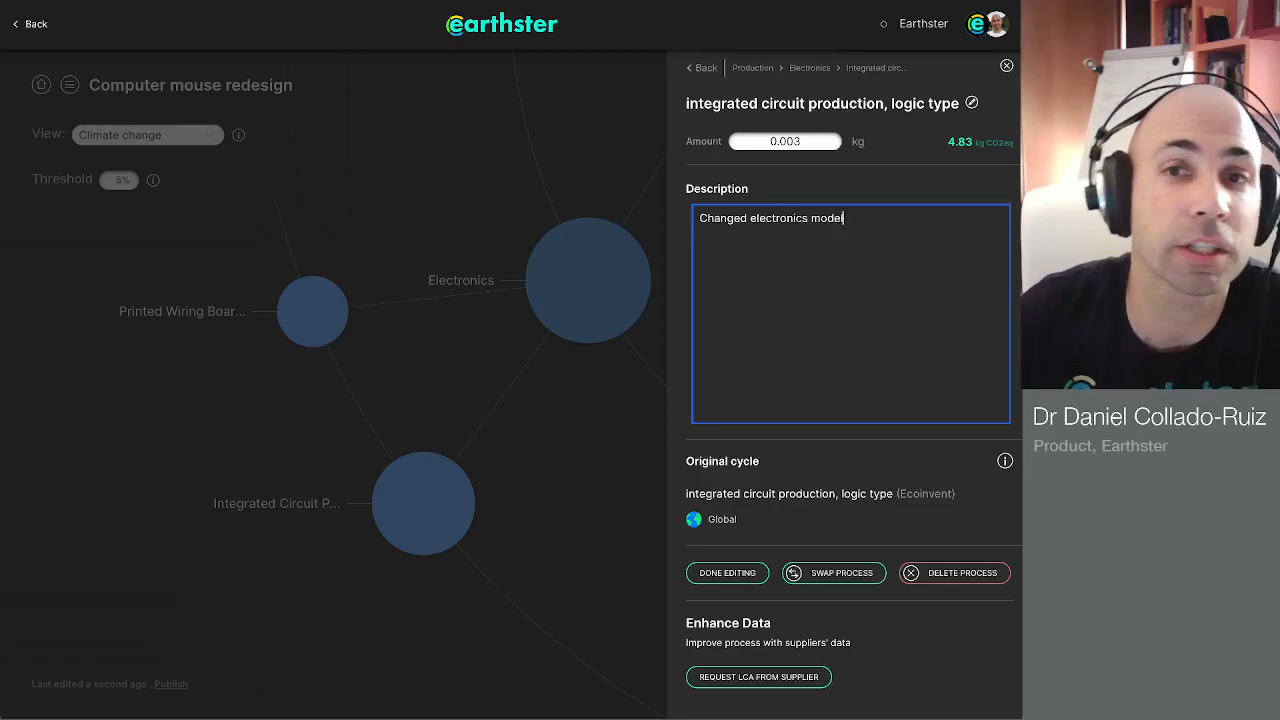 Back
earthster
Earthster
Computer mouse redesign
View: Climate change
Threshold 5%
Electronics
Printed Wiring Boar...
Integrated Circuit P...
Last edited a second ago , Publish
Back Production Electronics Integrated circ...
integrated circuit production, logic type
Amount 0.003 kg 4.83 kg CO2eq
Description
Changed electronics model
Original cycle
integrated circuit production, logic type (Ecoinvent)
Global
DONE EDITING SWAP PROCESS DELETE PROCESS
Enhance Data
Improve process with suppliers' data
REQUEST LCA FROM SUPPLIER
Dr Daniel Collado-Ruiz
Product, Earthster